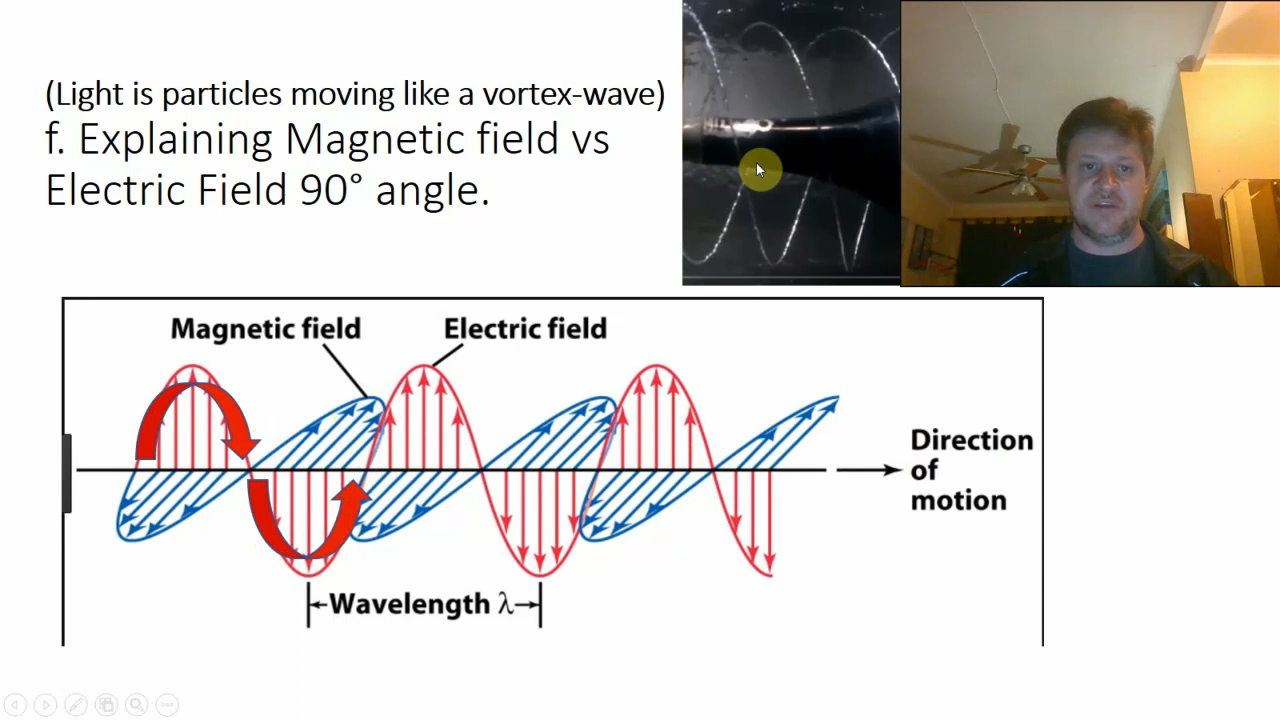 (Light is particles moving like a vortex-wave)
f. Explaining Magnetic field vs
Electric Field 90° angle.
Magnetic field
Electric field
Direction
of
motion
Wavelength λ